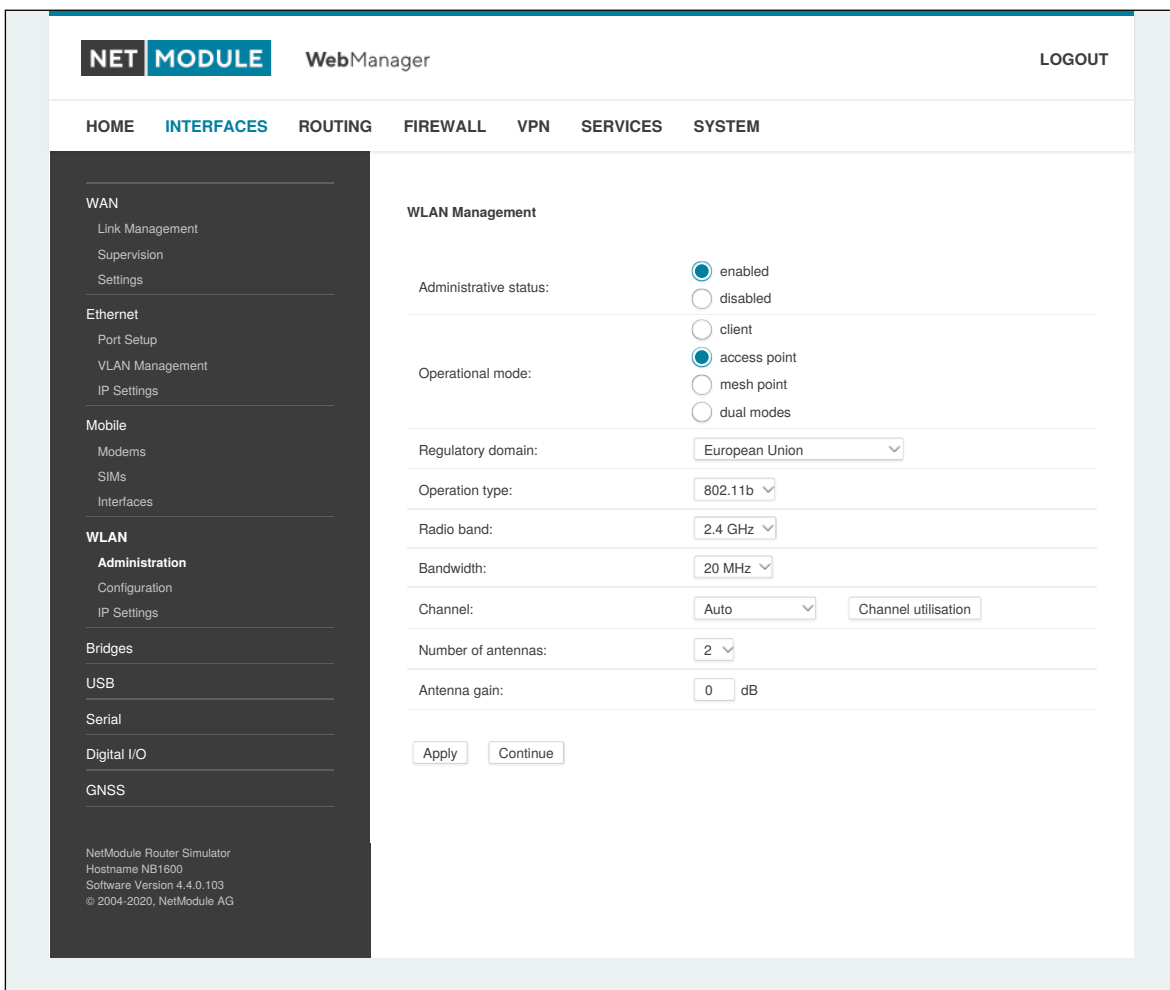 NET MODULE WebManager LOGOUT
HOME INTERFACES ROUTING FIREWALL VPN SERVICES SYSTEM
WAN
Link Management
Supervision
Settings
Ethernet
Port Setup
VLAN Management
IP Settings
Mobile
Modems
SIMs
Interfaces
WLAN
Administration
Configuration
IP Settings
Bridges
USB
Serial
Digital I/O
GNSS
NetModule Router Simulator
Hostname NB1600
Software Version 4.4.0.103
© 2004-2020, NetModule AG
WLAN Management
Administrative status:
enabled
disabled
Operational mode:
client
access point
mesh point
dual modes
Regulatory domain: European Union
Operation type: 802.11b
Radio band: 2.4 GHz
Bandwidth: 20 MHz
Channel: Auto Channel utilisation
Number of antennas: 2
Antenna gain: 0 dB
Apply Continue